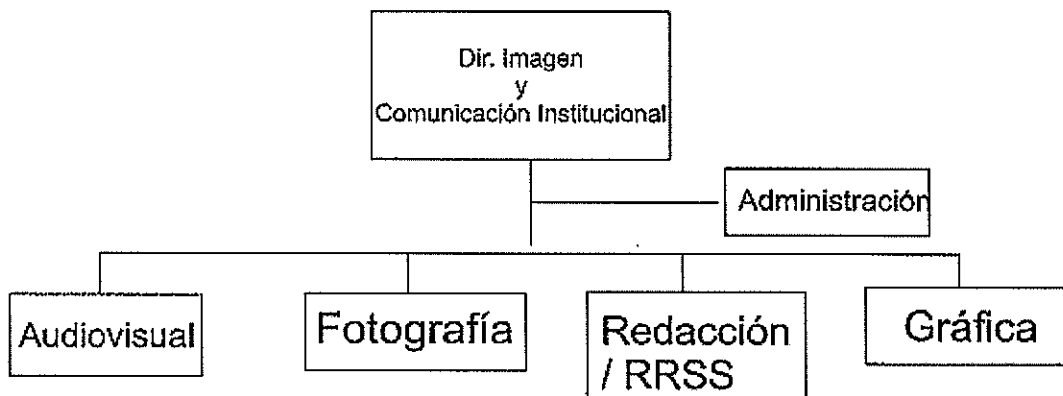 Dir. Imagen
y
Comunicación Institucional
Administración
Audiovisual
Fotografía
Redacción
/ RRSS
Gráfica